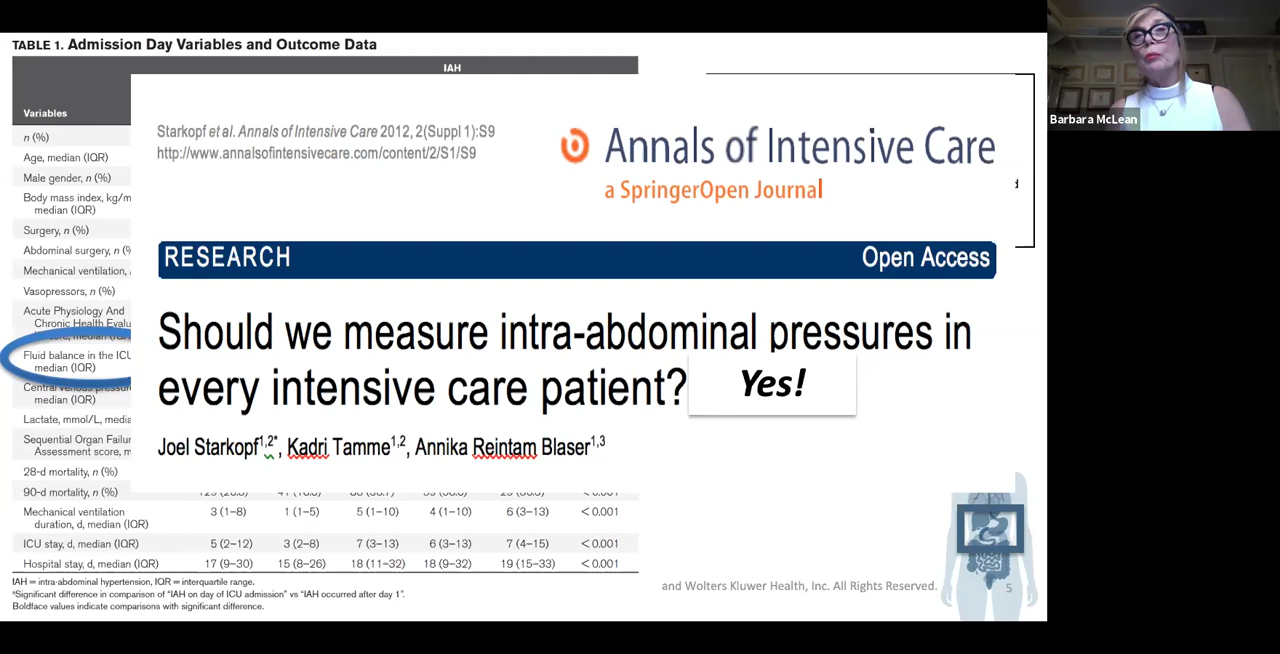 TABLE 1. Admission Day Variables and Outcome Data
IAH
Variables
n (%)
Age, median (IQR)
Male gender, n (%)
Body mass index, kg/m
median (IQR)
Surgery, n (%)
Abdominal surgery, n (%
Mechanical ventilation,
Vasopressors, n (%)
Acute Physiology And
Chronic Health Evalu
Fluid balance in the ICU
median (IQR)
Central venous pressure
median (IQR)
Lactate, mmol/L, media
Sequential Organ Failur
Assessment score, m
28-d mortality, n (%)
90-d mortality, n (%) <0.001
Mechanical ventilation 3 (1–8) 1 (1–5) 5 (1–10) 4 (1–10) 6 (3–13) <0.001
duration, d, median (IQR)
ICU stay, d, median (IQR) 5 (2–12) 3 (2–8) 7 (3–13) 6 (3–13) 7 (4–15) <0.001
Hospital stay, d, median (IQR) 17 (9–30) 15 (8–26) 18 (11–32) 18 (9–32) 19 (15–33) <0.001
IAH = intra-abdominal hypertension, IQR = interquartile range.
ᵃSignificant difference in comparison of “IAH on day of ICU admission” vs “IAH occurred after day 1”.
Boldface values indicate comparisons with significant difference.
Starkopf et al. Annals of Intensive Care 2012, 2(Suppl 1):S9
http://www.annalsofintensivecare.com/content/2/S1/S9
Annals of Intensive Care
a SpringerOpen Journal
RESEARCH Open Access
Should we measure intra-abdominal pressures in
every intensive care patient? Yes!
Joel Starkopf1,2*, Kadri Tamme1,2, Annika Reintam Blaser1,3
and Wolters Kluwer Health, Inc. All Rights Reserved.
5
Barbara McLean